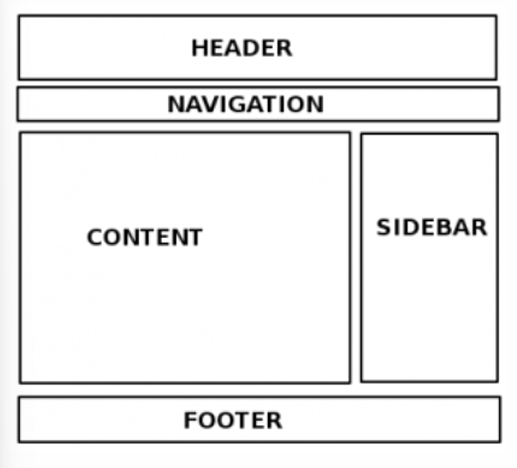 HEADER
NAVIGATION
CONTENT
SIDEBAR
FOOTER